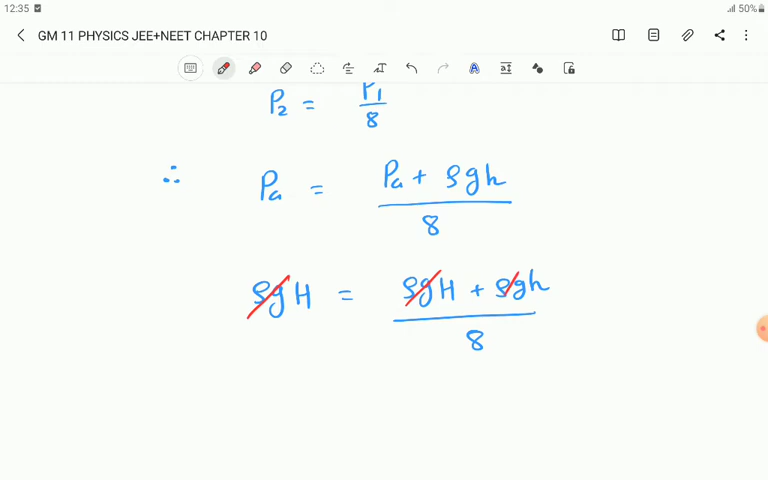 12:35
50%
GM 11 PHYSICS JEE+NEET CHAPTER 10
P₂ = P₁/8
∴ Pa = (Pa + ρgh)/8
ρgH = (ρgH + ρgh)/8